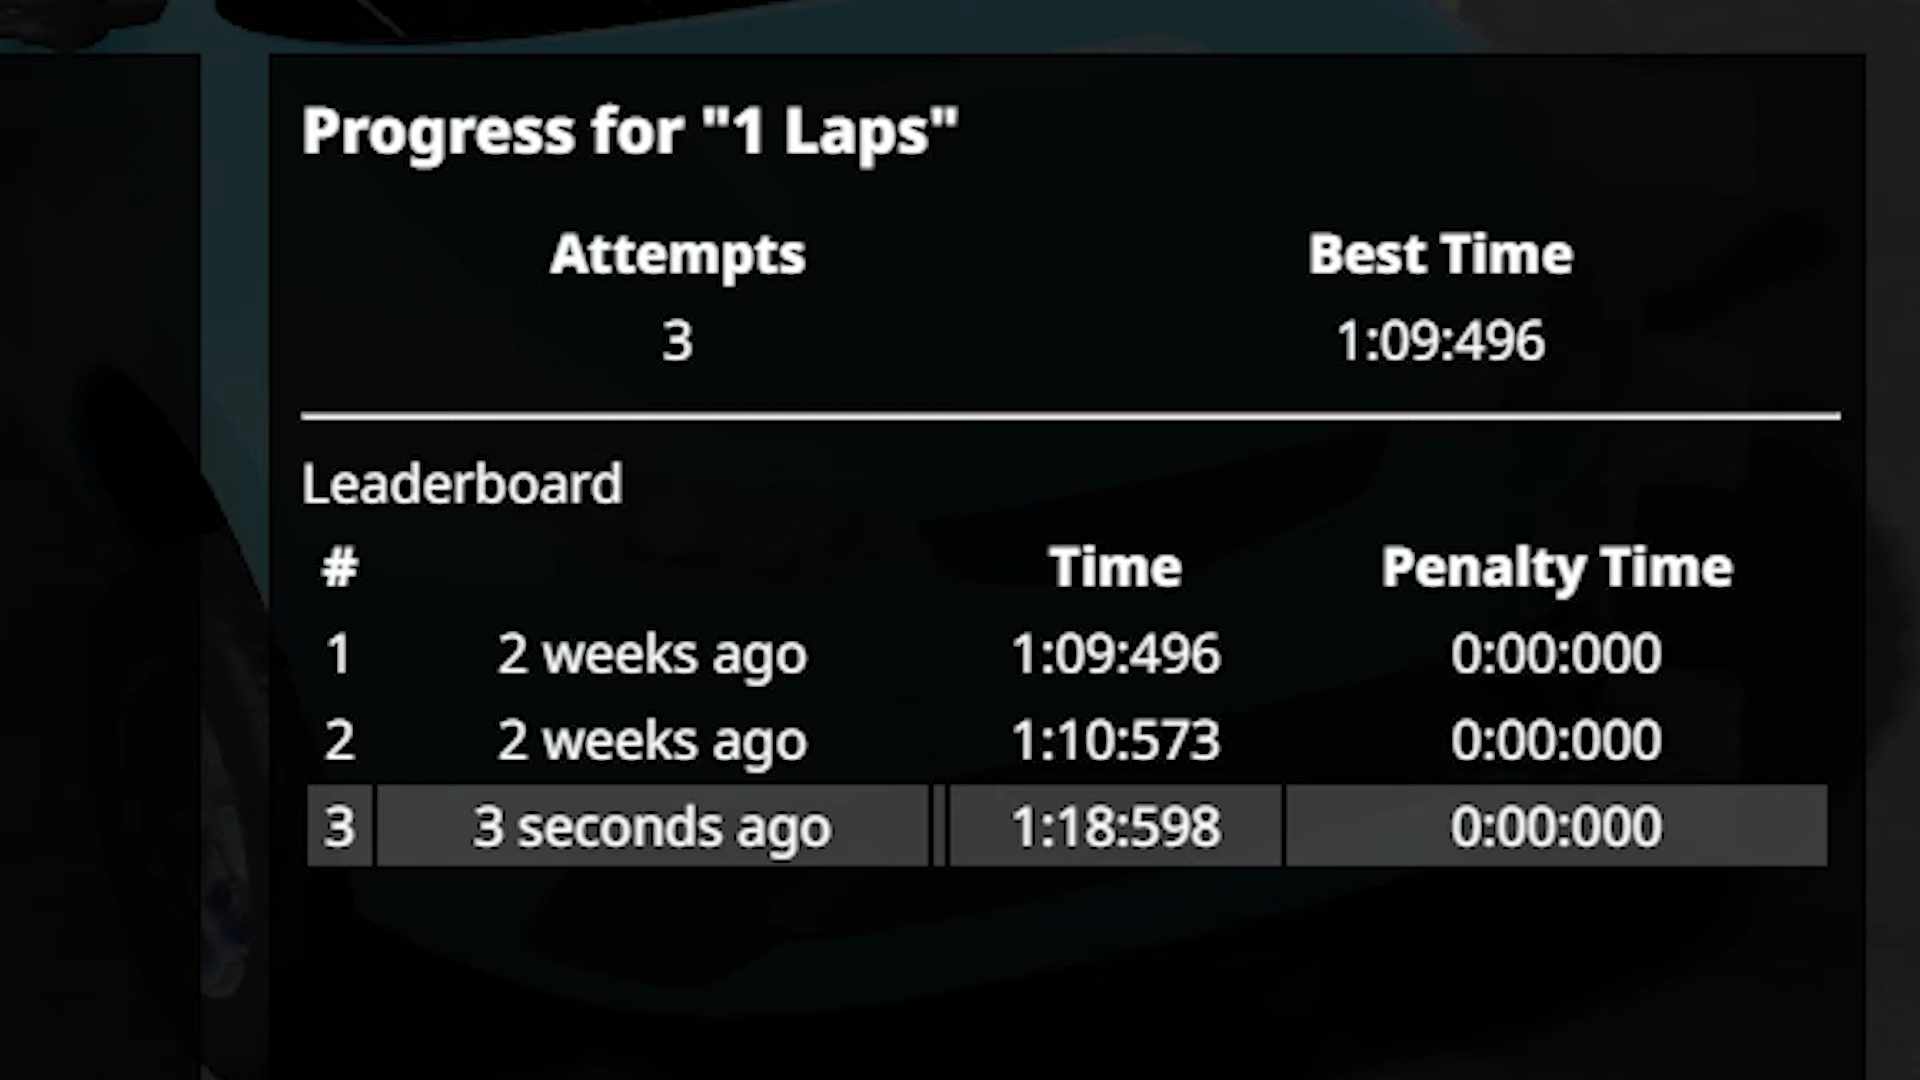 Progress for "1 Laps"
Attempts Best Time
3 1:09:496
Leaderboard
# Time Penalty Time
1 2 weeks ago 1:09:496 0:00:000
2 2 weeks ago 1:10:573 0:00:000
3 3 seconds ago 1:18:598 0:00:000